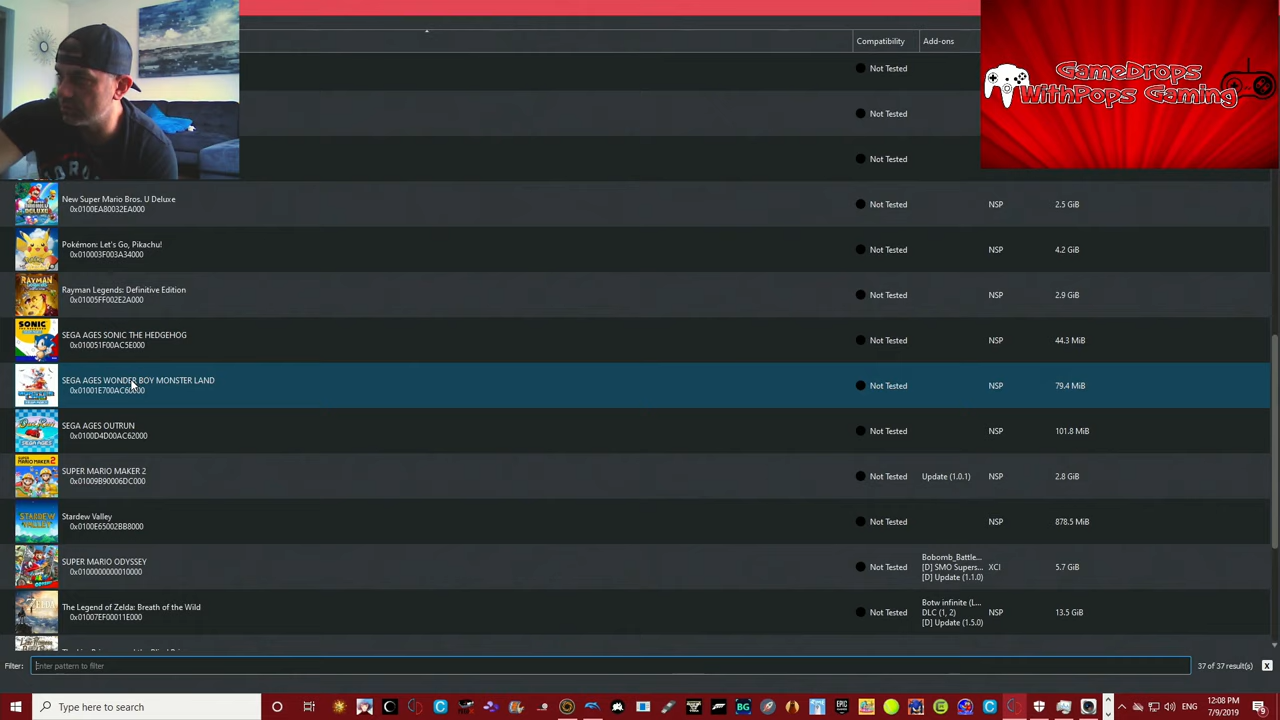 Compatibility Add-ons
GameDrops
WithPops Gaming
Not Tested
Not Tested
Not Tested
New Super Mario Bros. U Deluxe
0x0100EA80032EA000
Not Tested NSP 2.5 GiB
Pokémon: Let's Go, Pikachu!
0x010003F003A34000
Not Tested NSP 4.2 GiB
Rayman Legends: Definitive Edition
0x01005FF002E2A000
Not Tested NSP 2.9 GiB
SEGA AGES SONIC THE HEDGEHOG
0x010051F00AC5E000
Not Tested NSP 44.3 MiB
SEGA AGES WONDER BOY MONSTER LAND
0x01001E700AC60000
Not Tested NSP 79.4 MiB
SEGA AGES OUTRUN
0x0100D4D00AC62000
Not Tested NSP 101.8 MiB
SUPER MARIO MAKER 2
0x01009B90006DC000
Not Tested Update (1.0.1) NSP 2.8 GiB
Stardew Valley
0x0100E65002BB8000
Not Tested NSP 878.5 MiB
SUPER MARIO ODYSSEY
0x0100000000010000
Not Tested
Bobomb_Battle...
[D] SMO Supers...
[D] Update (1.1.0)
XCI 5.7 GiB
The Legend of Zelda: Breath of the Wild
0x01007EF00011E000
Not Tested
Botw infinite (L...
DLC (1, 2)
[D] Update (1.5.0)
NSP 13.5 GiB
Filter: Enter pattern to filter 37 of 37 result(s) X
Type here to search
ENG
12:08 PM
7/9/2019